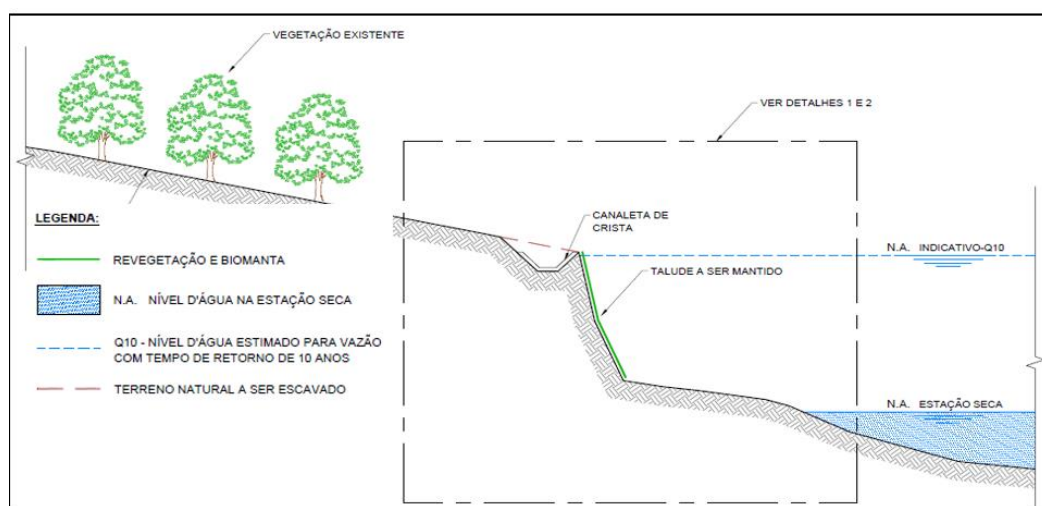 VEGETAÇÃO EXISTENTE
VER DETALHES 1 E 2
LEGENDA:
CANALETA DE
CRISTA
N.A. INDICATIVO-Q10
REVEGETAÇÃO E BIOMANTA
TALUDE A SER MANTIDO
N.A. NÍVEL D'ÁGUA NA ESTAÇÃO SECA
Q10 - NÍVEL D'ÁGUA ESTIMADO PARA VAZÃO
COM TEMPO DE RETORNO DE 10 ANOS
TERRENO NATURAL A SER ESCAVADO
N.A. ESTAÇÃO SECA